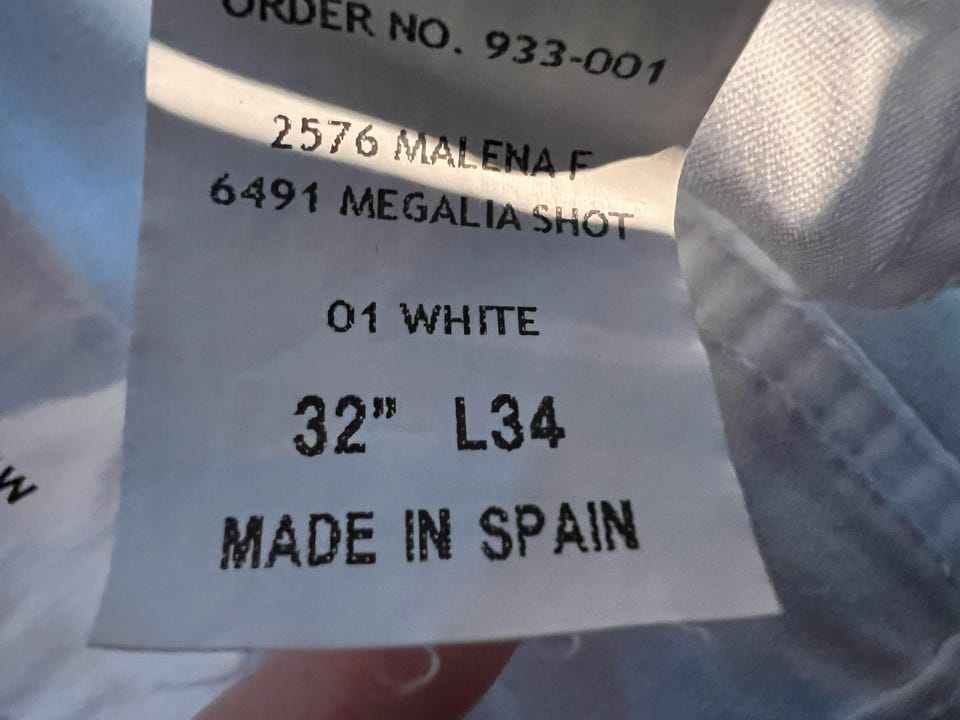 ORDER NO. 933-001
2576 MALENA F
6491 MEGALIA SHOT
01 WHITE
32" L34
MADE IN SPAIN